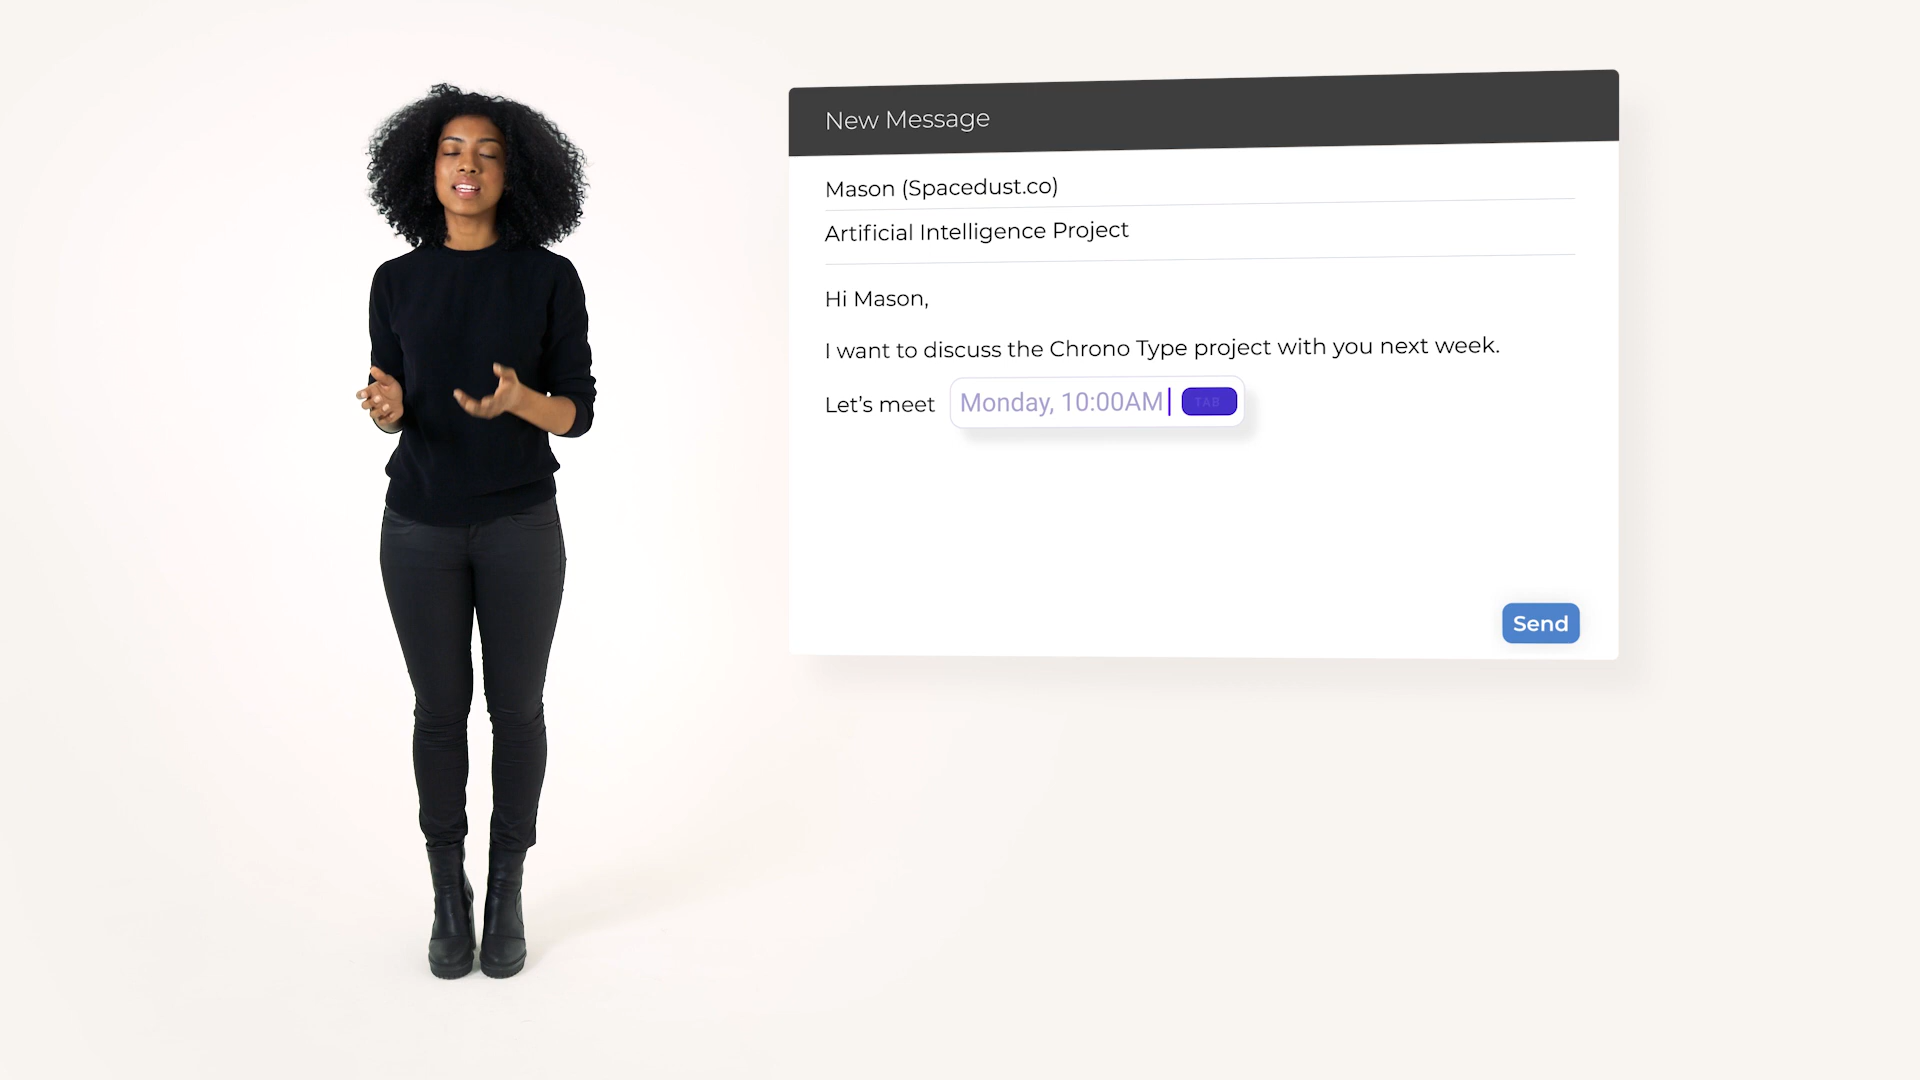 New Message
Mason (Spacedust.co)
Artificial Intelligence Project
Hi Mason,
I want to discuss the Chrono Type project with you next week.
Let's meet Monday, 10:00AM TAB
Send